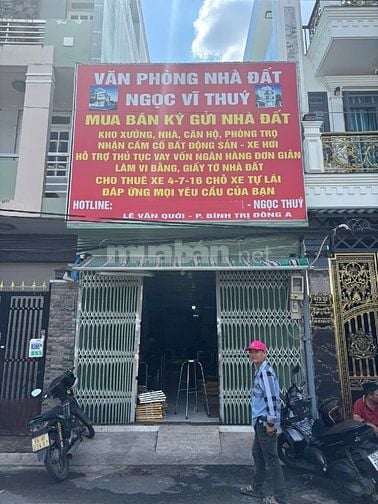 VĂN PHÒNG NHÀ ĐẤT
NGỌC VĨ THUÝ
MUA BÁN KÝ GỬI NHÀ ĐẤT
KHO XƯỞNG, NHÀ, CĂN HỘ, PHÒNG TRỌ
NHẬN CẦM CỐ BẤT ĐỘNG SẢN - XE HƠI
HỖ TRỢ THỦ TỤC VAY VỐN NGÂN HÀNG ĐƠN GIẢN
LÀM VI BẰNG, GIẤY TỜ NHÀ ĐẤT
CHO THUÊ XE 4-7-16 CHỖ XE TỰ LÁI
ĐÁP ỨNG MỌI YÊU CẦU CỦA BẠN
HOTLINE: - NGỌC THUÝ
LÊ VĂN QUỚI - P. BÌNH TRỊ ĐÔNG A